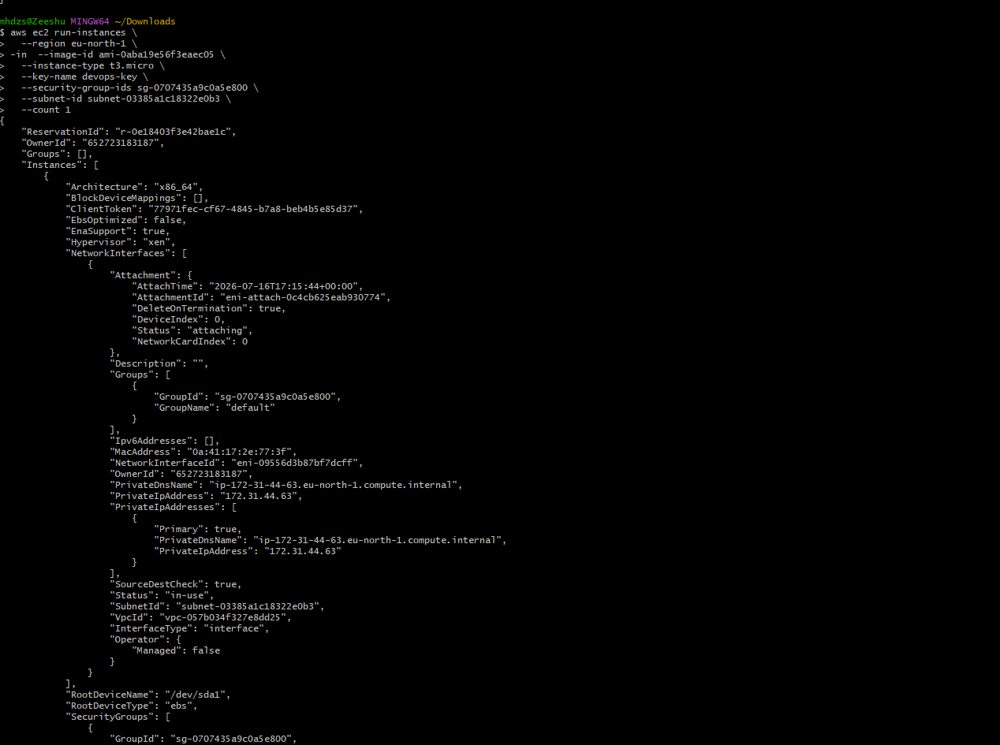 mhdzs@Zeeshu MINGW64 ~/Downloads
$ aws ec2 run-instances \
>   --region eu-north-1 \
> -in  --image-id ami-0aba19e56f3eaec05 \
>   --instance-type t3.micro \
>   --key-name devops-key \
>   --security-group-ids sg-0707435a9c0a5e800 \
>   --subnet-id subnet-03385a1c18322e0b3 \
>   --count 1
{
    "ReservationId": "r-0e18403f3e42bae1c",
    "OwnerId": "652723183187",
    "Groups": [],
    "Instances": [
        {
            "Architecture": "x86_64",
            "BlockDeviceMappings": [],
            "ClientToken": "77971fec-cf67-4845-b7a8-beb4b5e85d37",
            "EbsOptimized": false,
            "EnaSupport": true,
            "Hypervisor": "xen",
            "NetworkInterfaces": [
                {
                    "Attachment": {
                        "AttachTime": "2026-07-16T17:15:44+00:00",
                        "AttachmentId": "eni-attach-0c4cb625eab930774",
                        "DeleteOnTermination": true,
                        "DeviceIndex": 0,
                        "Status": "attaching",
                        "NetworkCardIndex": 0
                    },
                    "Description": "",
                    "Groups": [
                        {
                            "GroupId": "sg-0707435a9c0a5e800",
                            "GroupName": "default"
                        }
                    ],
                    "Ipv6Addresses": [],
                    "MacAddress": "0a:41:17:2e:77:3f",
                    "NetworkInterfaceId": "eni-09556d3b87bf7dcff",
                    "OwnerId": "652723183187",
                    "PrivateDnsName": "ip-172-31-44-63.eu-north-1.compute.internal",
                    "PrivateIpAddress": "172.31.44.63",
                    "PrivateIpAddresses": [
                        {
                            "Primary": true,
                            "PrivateDnsName": "ip-172-31-44-63.eu-north-1.compute.internal",
                            "PrivateIpAddress": "172.31.44.63"
                        }
                    ],
                    "SourceDestCheck": true,
                    "Status": "in-use",
                    "SubnetId": "subnet-03385a1c18322e0b3",
                    "VpcId": "vpc-057b034f327e8dd25",
                    "InterfaceType": "interface",
                    "Operator": {
                        "Managed": false
                    }
                }
            ],
            "RootDeviceName": "/dev/sda1",
            "RootDeviceType": "ebs",
            "SecurityGroups": [
                {
                    "GroupId": "sg-0707435a9c0a5e800",